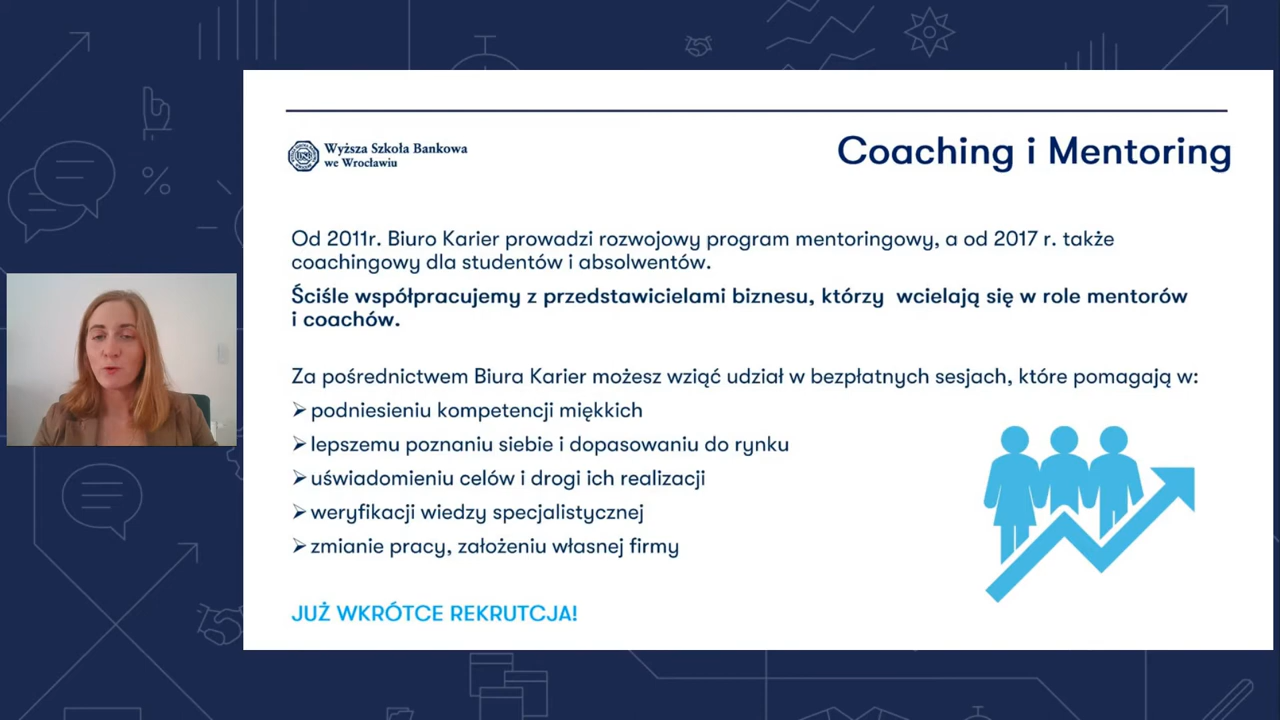 Wyższa Szkoła Bankowa
we Wrocławiu
Coaching i Mentoring
Od 2011r. Biuro Karier prowadzi rozwojowy program mentoringowy, a od 2017 r. także
coachingowy dla studentów i absolwentów.
Ściśle współpracujemy z przedstawicielami biznesu, którzy wcielają się w role mentorów
i coachów.
Za pośrednictwem Biura Karier możesz wziąć udział w bezpłatnych sesjach, które pomagają w:
➢ podniesieniu kompetencji miękkich
➢ lepszemu poznaniu siebie i dopasowaniu do rynku
➢ uświadomieniu celów i drogi ich realizacji
➢ weryfikacji wiedzy specjalistycznej
➢ zmianie pracy, założeniu własnej firmy
JUŻ WKRÓTCE REKRUTCJA!